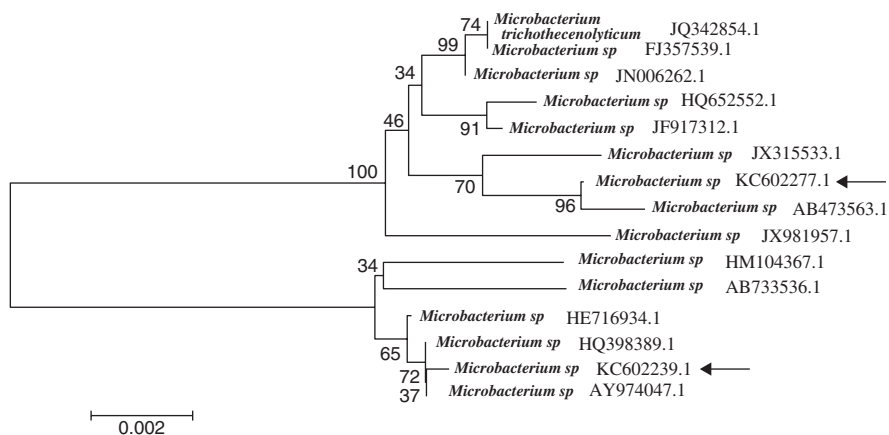 Microbacterium
74 trichothecenolyticum JQ342854.1
99 Microbacterium sp FJ357539.1
34 Microbacterium sp JN006262.1
Microbacterium sp HQ652552.1
46 91 Microbacterium sp JF917312.1
Microbacterium sp JX315533.1
100 70 Microbacterium sp KC602277.1
96 Microbacterium sp AB473563.1
Microbacterium sp JX981957.1
34 Microbacterium sp HM104367.1
Microbacterium sp AB733536.1
Microbacterium sp HE716934.1
65 Microbacterium sp HQ398389.1
72 Microbacterium sp KC602239.1
37 Microbacterium sp AY974047.1
0.002